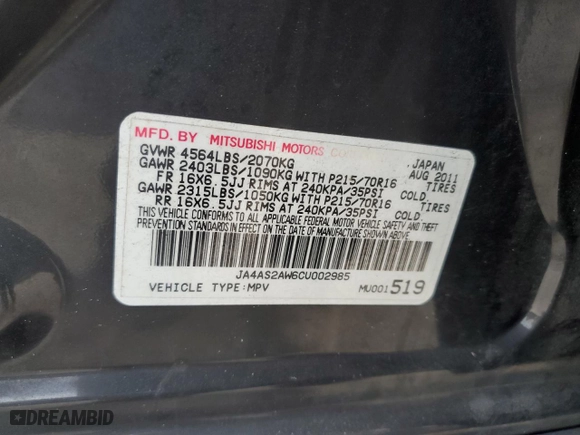 MFD. BY MITSUBISHI MOTORS
GVWR 4564LBS/2070KG JAPAN
GAWR 2403LBS/1090KG WITH P215/70R16 AUG 2011
FR 16X6.5JJ RIMS AT 240KPA/35PSI TIRES
GAWR 2315LBS/1050KG WITH P215/70R16 COLD.
RR 16X6.5JJ RIMS AT 240KPA/35PSI TIRES
COLD.
THIS VEHICLE CONFORMS TO ALL APPLICABLE FEDERAL MOTOR VEHICLE SAFETY AND THEFT
PREVENTION STANDARDS IN EFFECT ON THE DATE OF MANUFACTURE SHOWN ABOVE.
JA4AS2AW6CU002985
VEHICLE TYPE:MPV MU001519
DREAMBID